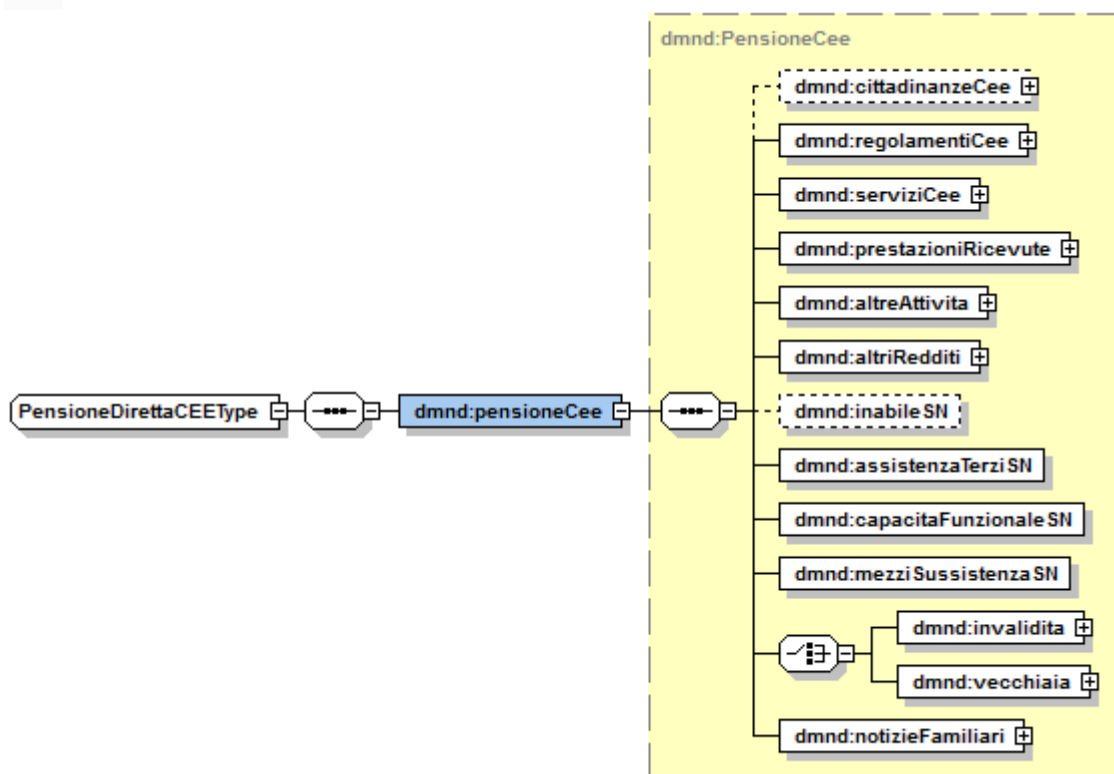 dmnd:PensioneCee
dmnd:cittadinanzeCee
dmnd:regolamentiCee
dmnd:serviziCee
dmnd:prestazioniRicevute
dmnd:altreAttivita
dmnd:altriRedditi
PensioneDirettaCEEType
dmnd:pensioneCee
dmnd:inabileSN
dmnd:assistenzaTerziSN
dmnd:capacitaFunzionaleSN
dmnd:mezziSussistenzaSN
dmnd:invalidita
dmnd:vecchiaia
dmnd:notizieFamiliari